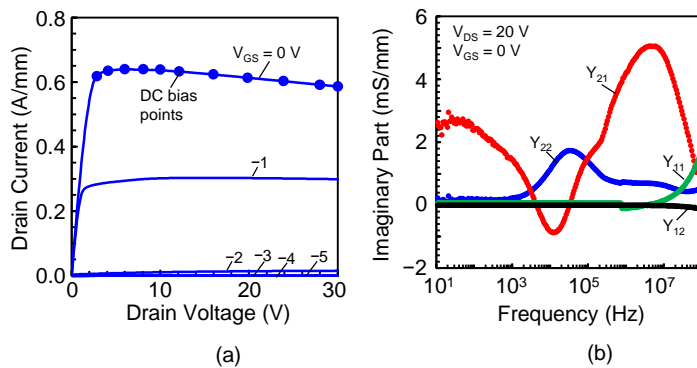 (a)
Drain Current (A/mm)
0.8
0.6
0.4
0.2
0.0
V_GS = 0 V
DC bias
points
−1
−2
−3
−4
−5
0
10
20
30
Drain Voltage (V)
(b)
Imaginary Part (mS/mm)
6
4
2
0
−2
V_DS = 20 V
V_GS = 0 V
Y_21
Y_22
Y_11
Y_12
10^1
10^3
10^5
10^7
Frequency (Hz)
(a)
(b)